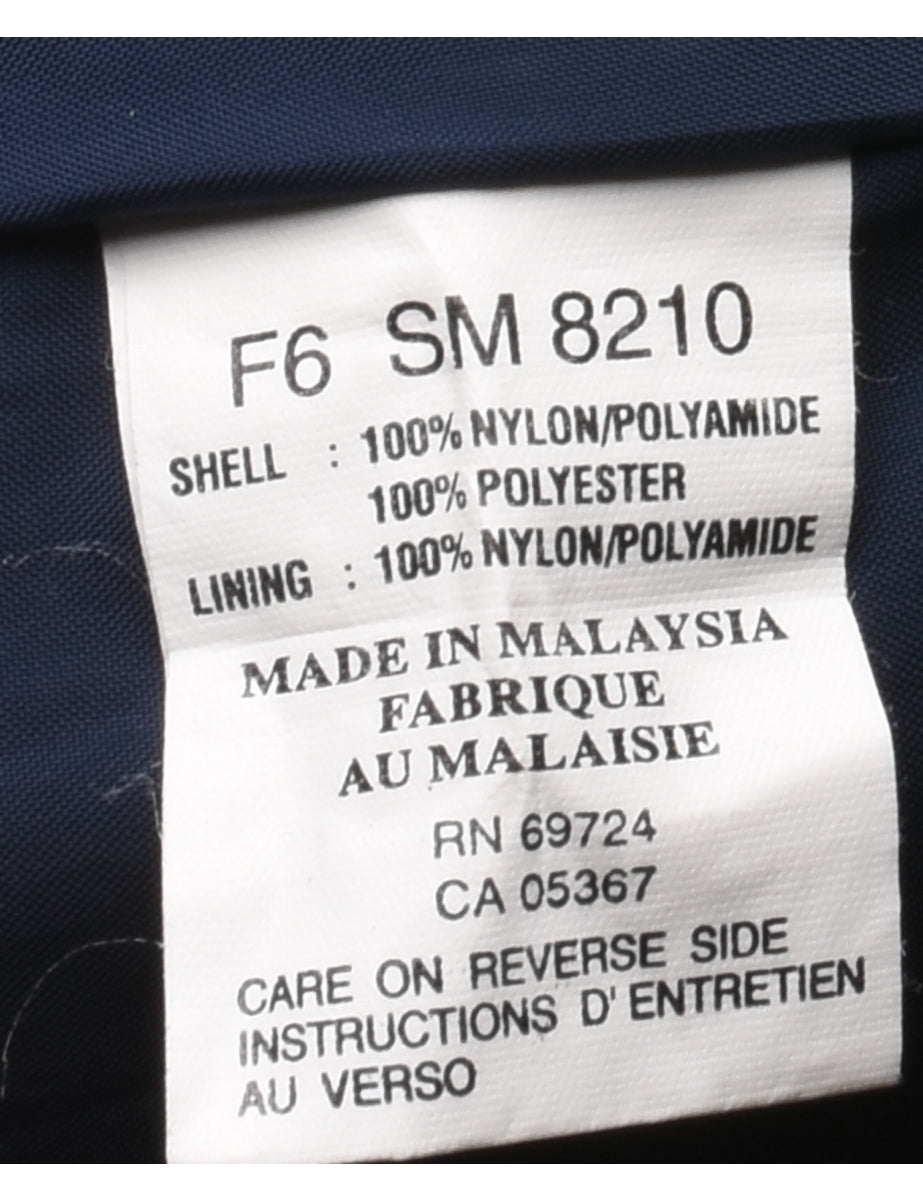 F6 SM 8210
SHELL : 100% NYLON/POLYAMIDE
100% POLYESTER
LINING : 100% NYLON/POLYAMIDE
MADE IN MALAYSIA
FABRIQUE
AU MALAISIE
RN 69724
CA 05367
CARE ON REVERSE SIDE
INSTRUCTIONS D'ENTRETIEN
AU VERSO